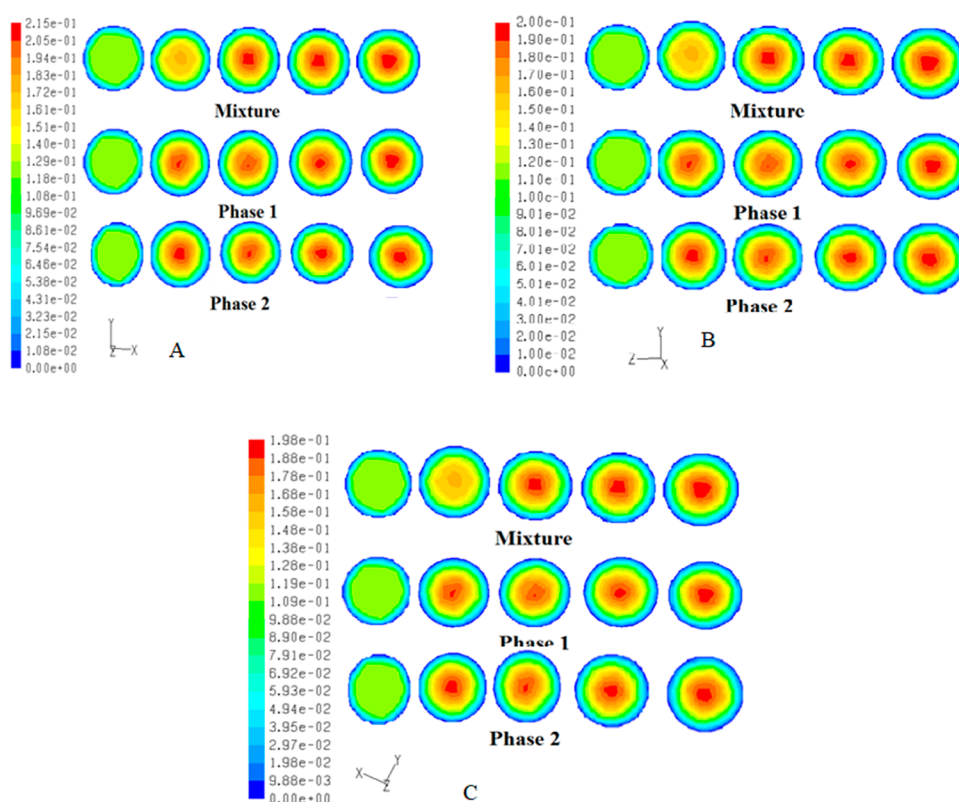 2.15e-01
2.05e-01
1.94e-01
1.83e-01
1.72e-01
1.61e-01
1.51e-01
1.40e-01
1.29e-01
1.18e-01
1.08e-01
9.69e-02
8.61e-02
7.54e-02
6.46e-02
5.38e-02
4.31e-02
3.23e-02
2.15e-02
1.08e-02
0.00e+00
Mixture
Phase 1
Phase 2
Y
Z X
A
2.00e-01
1.90e-01
1.80e-01
1.70e-01
1.60e-01
1.50e-01
1.40e-01
1.30e-01
1.20e-01
1.10e-01
1.00e-01
9.01e-02
8.01e-02
7.01e-02
6.01e-02
5.01e-02
4.01e-02
3.00e-02
2.00e-02
1.00e-02
0.00e+00
Mixture
Phase 1
Phase 2
Y
Z X
B
1.98e-01
1.88e-01
1.78e-01
1.68e-01
1.58e-01
1.48e-01
1.38e-01
1.28e-01
1.19e-01
1.09e-01
9.88e-02
8.90e-02
7.91e-02
6.92e-02
5.93e-02
4.94e-02
3.95e-02
2.97e-02
1.98e-02
9.88e-03
0.00e+00
Mixture
Phase 1
Phase 2
X Y
Z
C